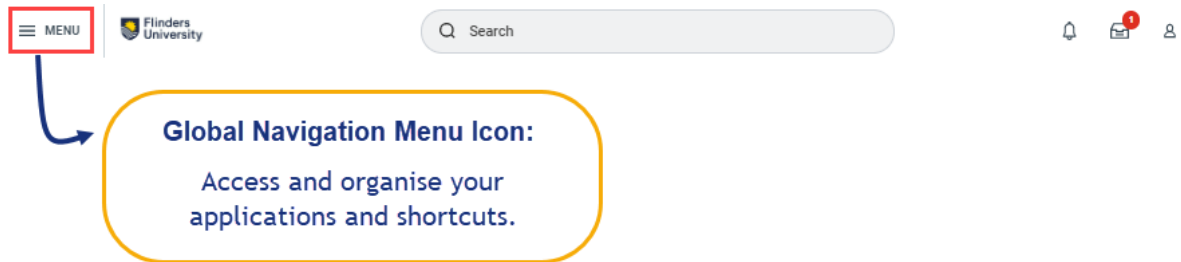 MENU
Flinders
University
Search
1
Global Navigation Menu Icon:
Access and organise your
applications and shortcuts.